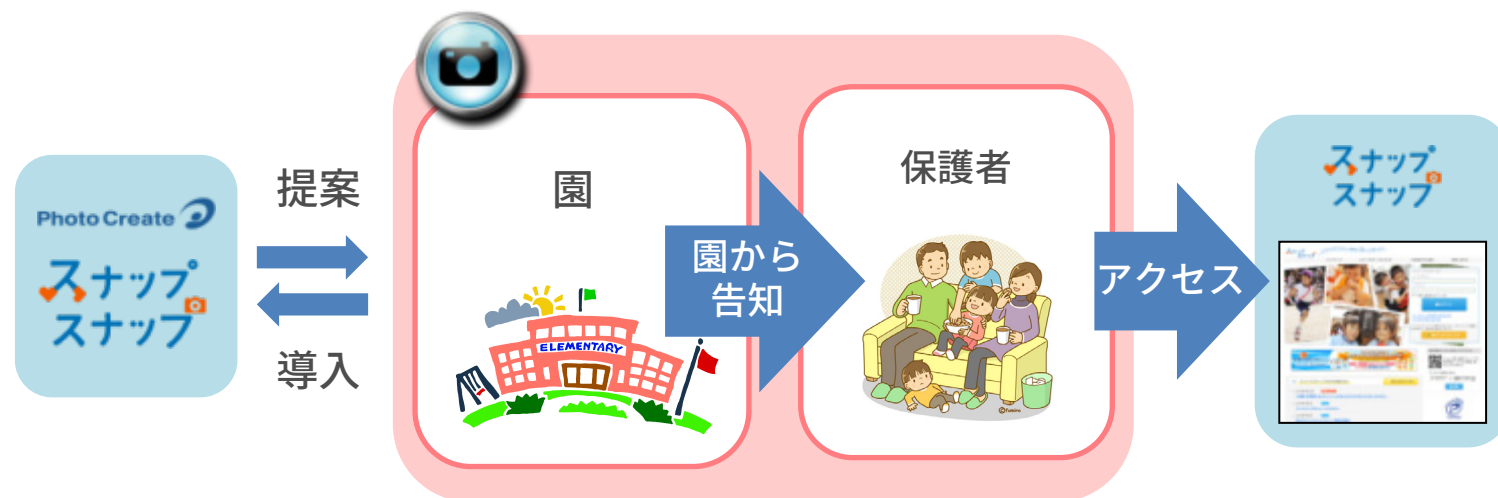 Photo Create
スナップ
スナップ
提案
導入
園
ELEMENTARY
園から
告知
保護者
©fumira
アクセス
スナップ
スナップ